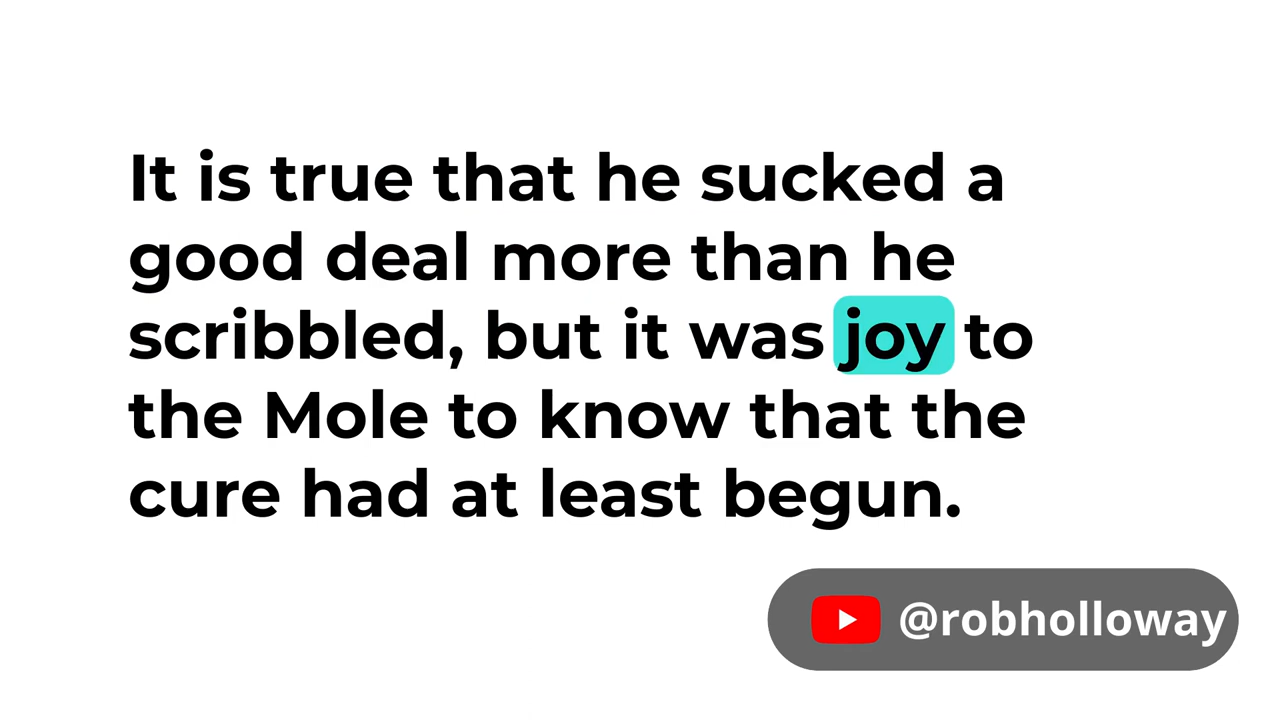 It is true that he sucked a
good deal more than he
scribbled, but it was joy to
the Mole to know that the
cure had at least begun.
@robholloway